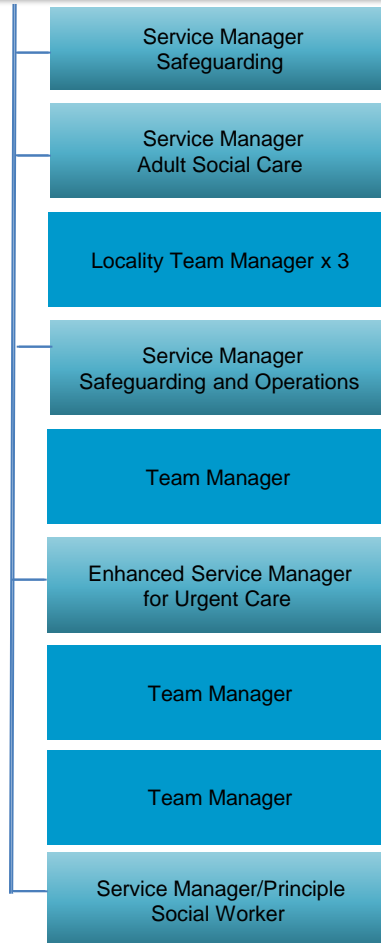 Service Manager
Safeguarding
Service Manager
Adult Social Care
Locality Team Manager x 3
Service Manager
Safeguarding and Operations
Team Manager
Enhanced Service Manager
for Urgent Care
Team Manager
Team Manager
Service Manager/Principle
Social Worker